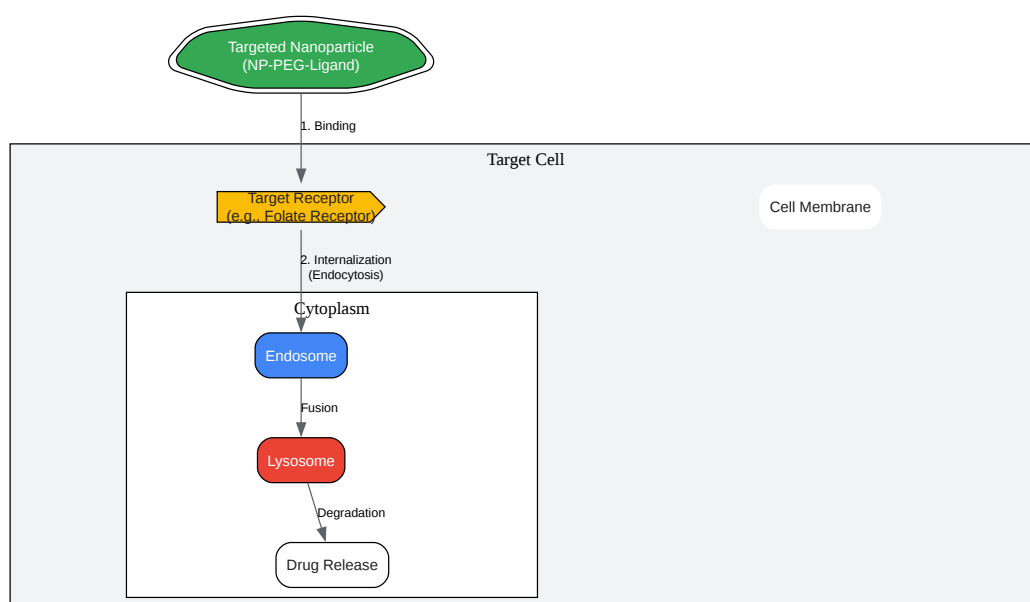 Targeted Nanoparticle
(NP-PEG-Ligand)
1. Binding
Target Cell
Target Receptor
(e.g., Folate Receptor)
Cell Membrane
2. Internalization
(Endocytosis)
Cytoplasm
Endosome
Fusion
Lysosome
Degradation
Drug Release